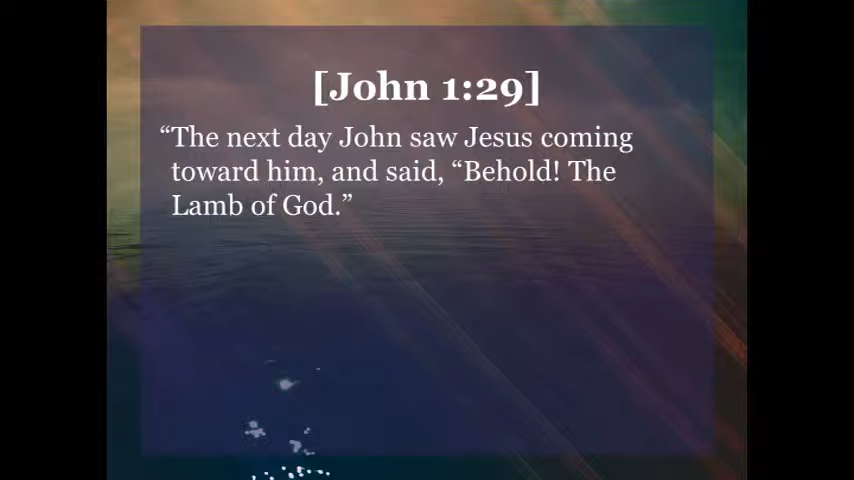 [John 1:29]
“The next day John saw Jesus coming
toward him, and said, “Behold! The
Lamb of God.”